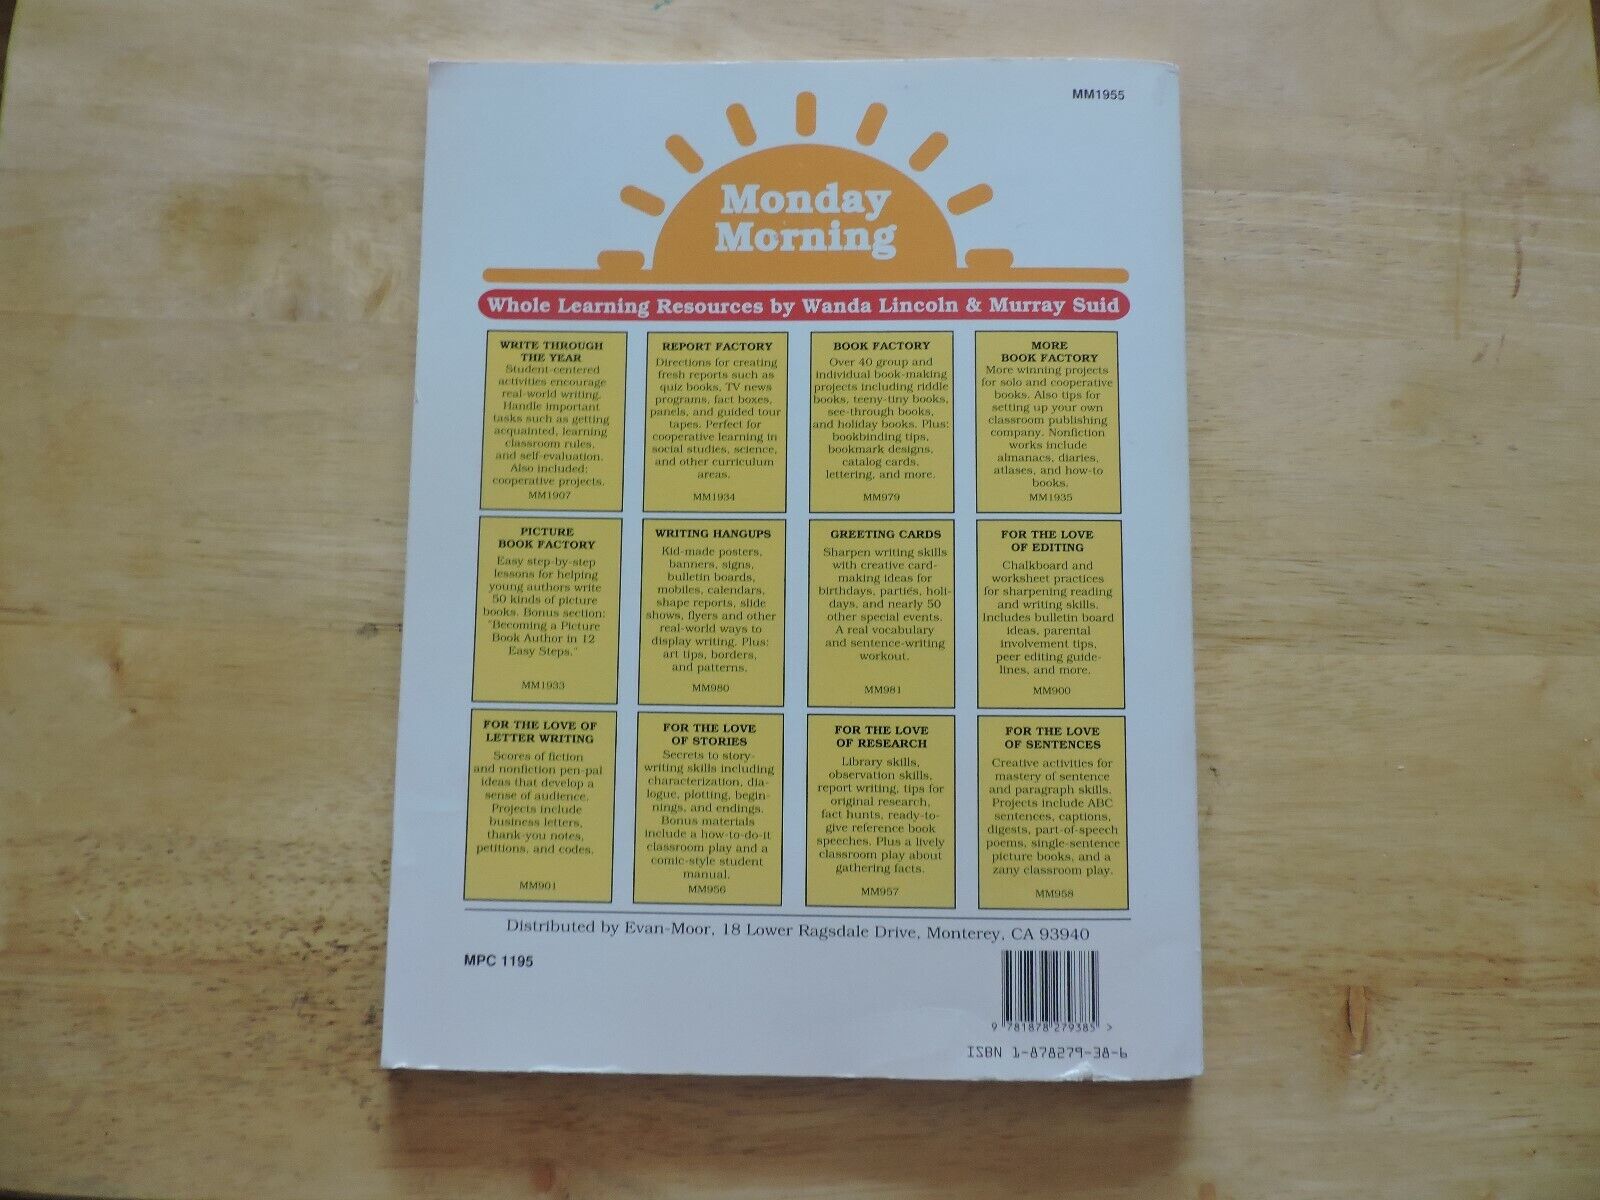 MM1955
Monday
Morning
Whole Learning Resources by Wanda Lincoln & Murray Suid
WRITE THROUGH
THE YEAR
Student-centered
activities encourage
real-world writing.
Handle important
tasks such as getting
acquainted, learning
classroom rules,
and self-evaluation.
Also included:
cooperative projects.
MM1907
REPORT FACTORY
Directions for creating
fresh reports such as
quiz books, TV news
programs, fact boxes,
panels, and guided tour
tapes. Perfect for
cooperative learning in
social studies, science,
and other curriculum
areas.
MM1934
BOOK FACTORY
Over 40 group and
individual book-making
projects including riddle
books, teeny-tiny books,
see-through books,
and holiday books. Plus:
bookbinding tips,
bookmark designs,
catalog cards,
lettering, and more.
MM979
MORE
BOOK FACTORY
More winning projects
for solo and cooperative
books. Also tips for
setting up your own
classroom publishing
company. Nonfiction
works include
almanacs, diaries,
atlases, and how-to
books.
MM1935
PICTURE
BOOK FACTORY
Easy step-by-step
lessons for helping
young authors write
50 kinds of picture
books. Bonus section:
"Becoming a Picture
Book Author in 12
Easy Steps."
MM1933
WRITING HANGUPS
Kid-made posters,
banners, signs,
bulletin boards,
mobiles, calendars,
shape reports, slide
shows, flyers and other
real-world ways to
display writing. Plus:
art tips, borders,
and patterns.
MM980
GREETING CARDS
Sharpen writing skills
with creative card-
making ideas for
birthdays, parties, holi-
days, and nearly 50
other special events.
A real vocabulary
and sentence-writing
workout.
MM981
FOR THE LOVE
OF EDITING
Chalkboard and
worksheet practices
for sharpening reading
and writing skills.
Includes bulletin board
ideas, parental
involvement tips,
peer editing guide-
lines, and more.
MM900
FOR THE LOVE OF
LETTER WRITING
Scores of fiction
and nonfiction pen-pal
ideas that develop a
sense of audience.
Projects include
business letters,
thank-you notes,
petitions, and codes.
MM901
FOR THE LOVE
OF STORIES
Secrets to story-
writing skills including
characterization, dia-
logue, plotting, begin-
nings, and endings.
Bonus materials
include a how-to-do-it
classroom play and a
comic-style student
manual.
MM956
FOR THE LOVE
OF RESEARCH
Library skills,
observation skills,
report writing, tips for
original research,
fact hunts, ready-to-
give reference book
speeches. Plus a lively
classroom play about
gathering facts.
MM957
FOR THE LOVE
OF SENTENCES
Creative activities for
mastery of sentence
and paragraph skills.
Projects include ABC
sentences, captions,
digests, part-of-speech
poems, single-sentence
picture books, and a
zany classroom play.
MM958
Distributed by Evan-Moor, 18 Lower Ragsdale Drive, Monterey, CA 93940
MPC 1195
9 781878 279385 >
ISBN 1-878279-38-6